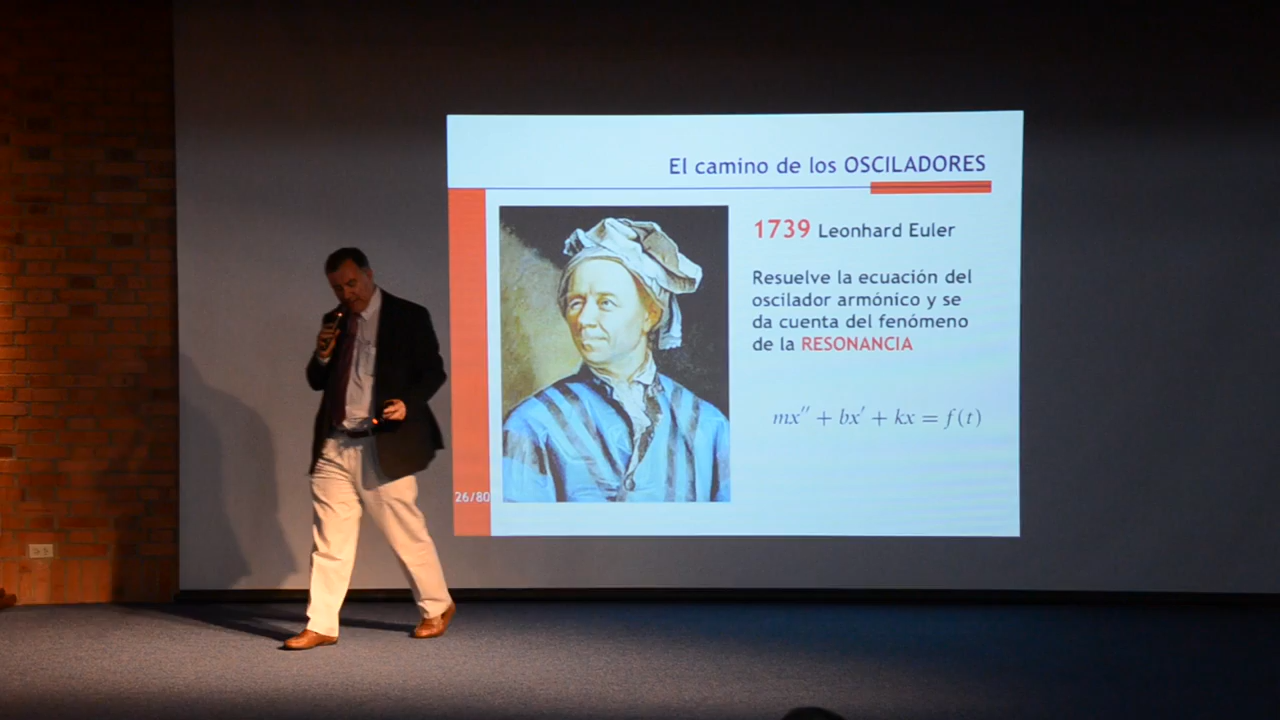 El camino de los OSCILADORES
1739 Leonhard Euler
Resuelve la ecuación del
oscilador armónico y se
da cuenta del fenómeno
de la RESONANCIA
mx″ + bx′ + kx = f(t)
26/80